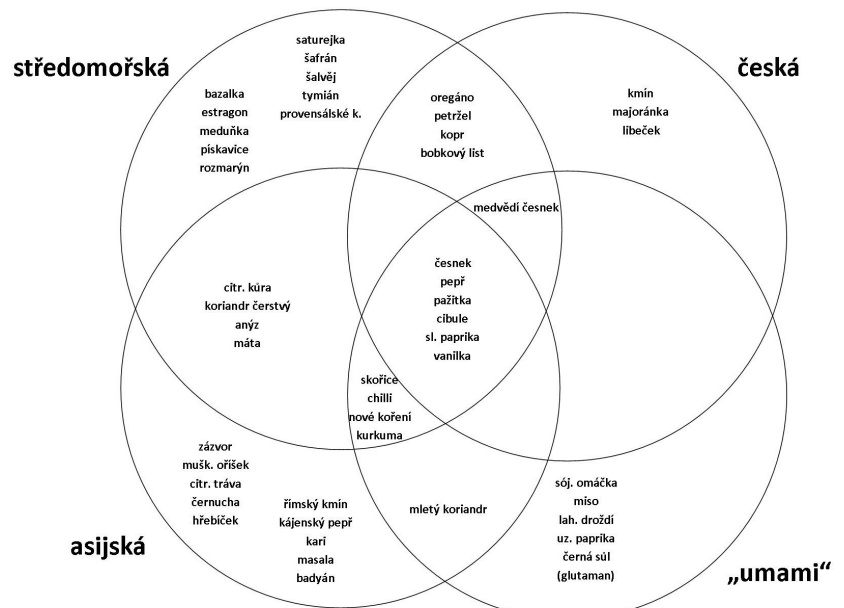 středomořská
česká
saturejka
šafrán
šalvěj
tymián
provensálské k.
bazalka
estragon
meduňka
pískavice
rozmarýn
oregáno
petržel
kopr
bobkový list
kmín
majoránka
libeček
medvědí česnek
česnek
pepř
pažitka
cibule
sl. paprika
vanilka
citr. kúra
koriandr čerstvý
anýz
máta
skořice
chilli
nové koření
kurkuma
zázvor
mušk. oříšek
citr. tráva
černucha
hřebíček
římský kmín
kájenský pepř
kari
masala
badyán
mletý koriandr
sój. omáčka
miso
lah. droždí
uz. paprika
černá súl
(glutaman)
asijská
„umami“